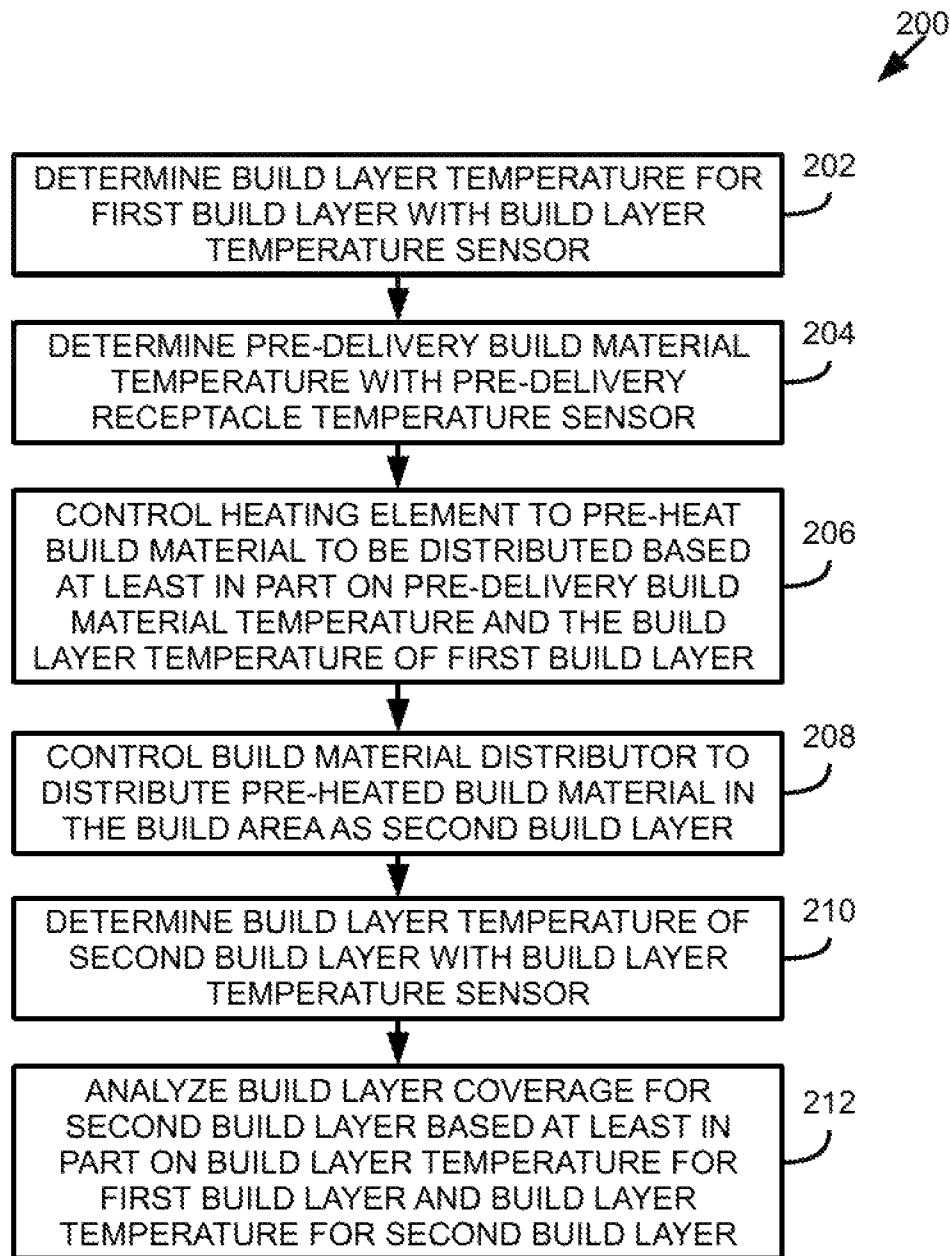 200
DETERMINE BUILD LAYER TEMPERATURE FOR
FIRST BUILD LAYER WITH BUILD LAYER
TEMPERATURE SENSOR
202
DETERMINE PRE-DELIVERY BUILD MATERIAL
TEMPERATURE WITH PRE-DELIVERY
RECEPTACLE TEMPERATURE SENSOR
204
CONTROL HEATING ELEMENT TO PRE-HEAT
BUILD MATERIAL TO BE DISTRIBUTED BASED
AT LEAST IN PART ON PRE-DELIVERY BUILD
MATERIAL TEMPERATURE AND THE BUILD
LAYER TEMPERATURE OF FIRST BUILD LAYER
206
CONTROL BUILD MATERIAL DISTRIBUTOR TO
DISTRIBUTE PRE-HEATED BUILD MATERIAL IN
THE BUILD AREA AS SECOND BUILD LAYER
208
DETERMINE BUILD LAYER TEMPERATURE OF
SECOND BUILD LAYER WITH BUILD LAYER
TEMPERATURE SENSOR
210
ANALYZE BUILD LAYER COVERAGE FOR
SECOND BUILD LAYER BASED AT LEAST IN
PART ON BUILD LAYER TEMPERATURE FOR
FIRST BUILD LAYER AND BUILD LAYER
TEMPERATURE FOR SECOND BUILD LAYER
212